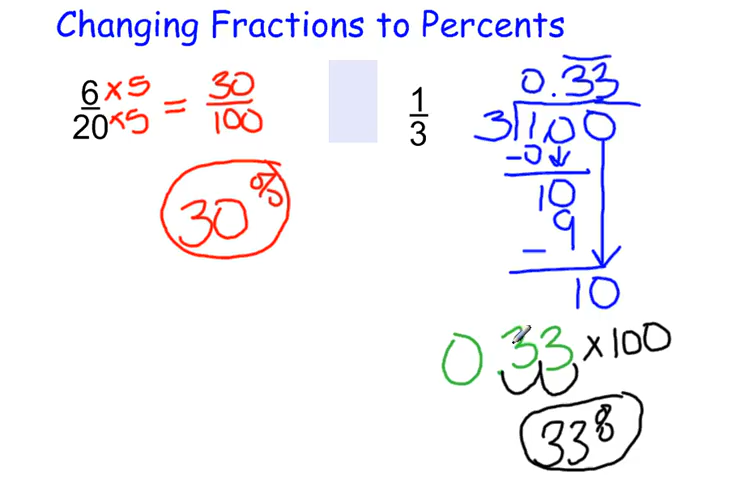 Changing Fractions to Percents
6 × 5 = 30
20 × 5 100
30%
1
3
0.33
3 1.00
-0
10
- 9
10
0.33 × 100
33%